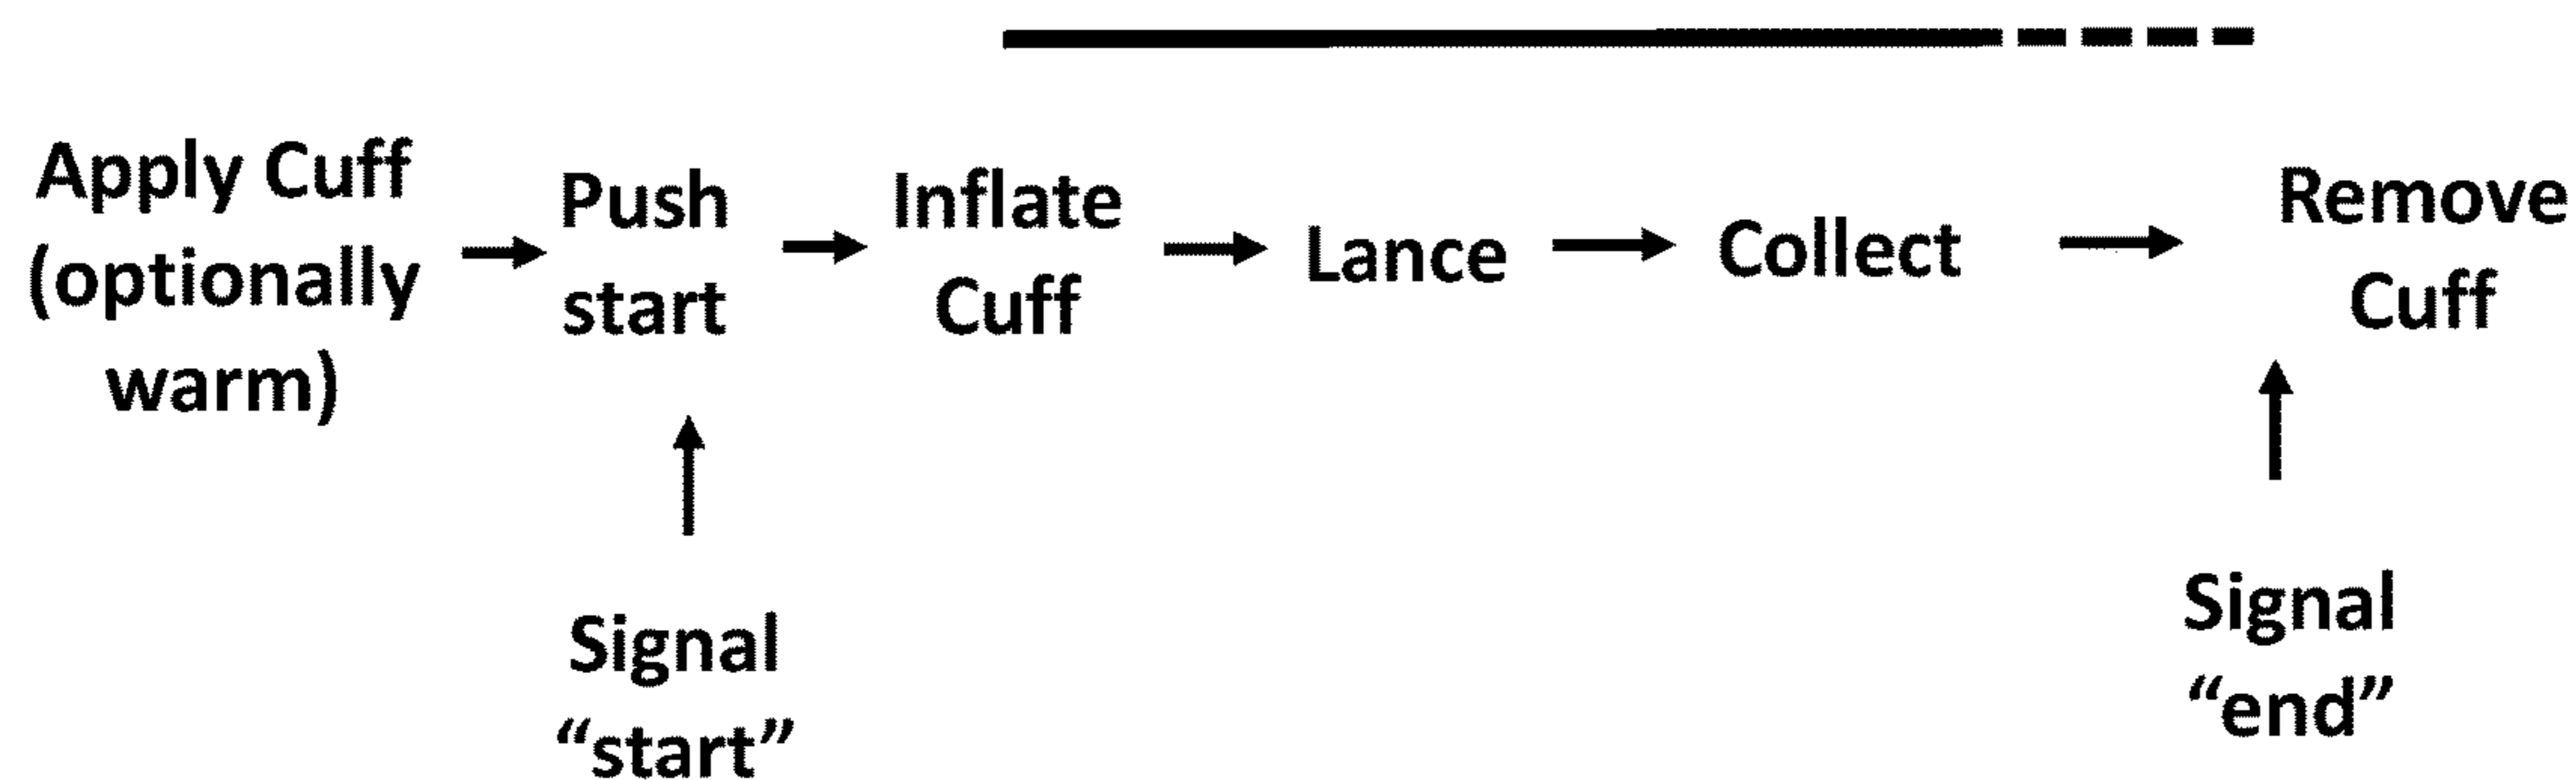 Apply Cuff
(optionally
warm)
Push
start
Inflate
Cuff
Lance
Collect
Remove
Cuff
Signal
“start”
Signal
“end”